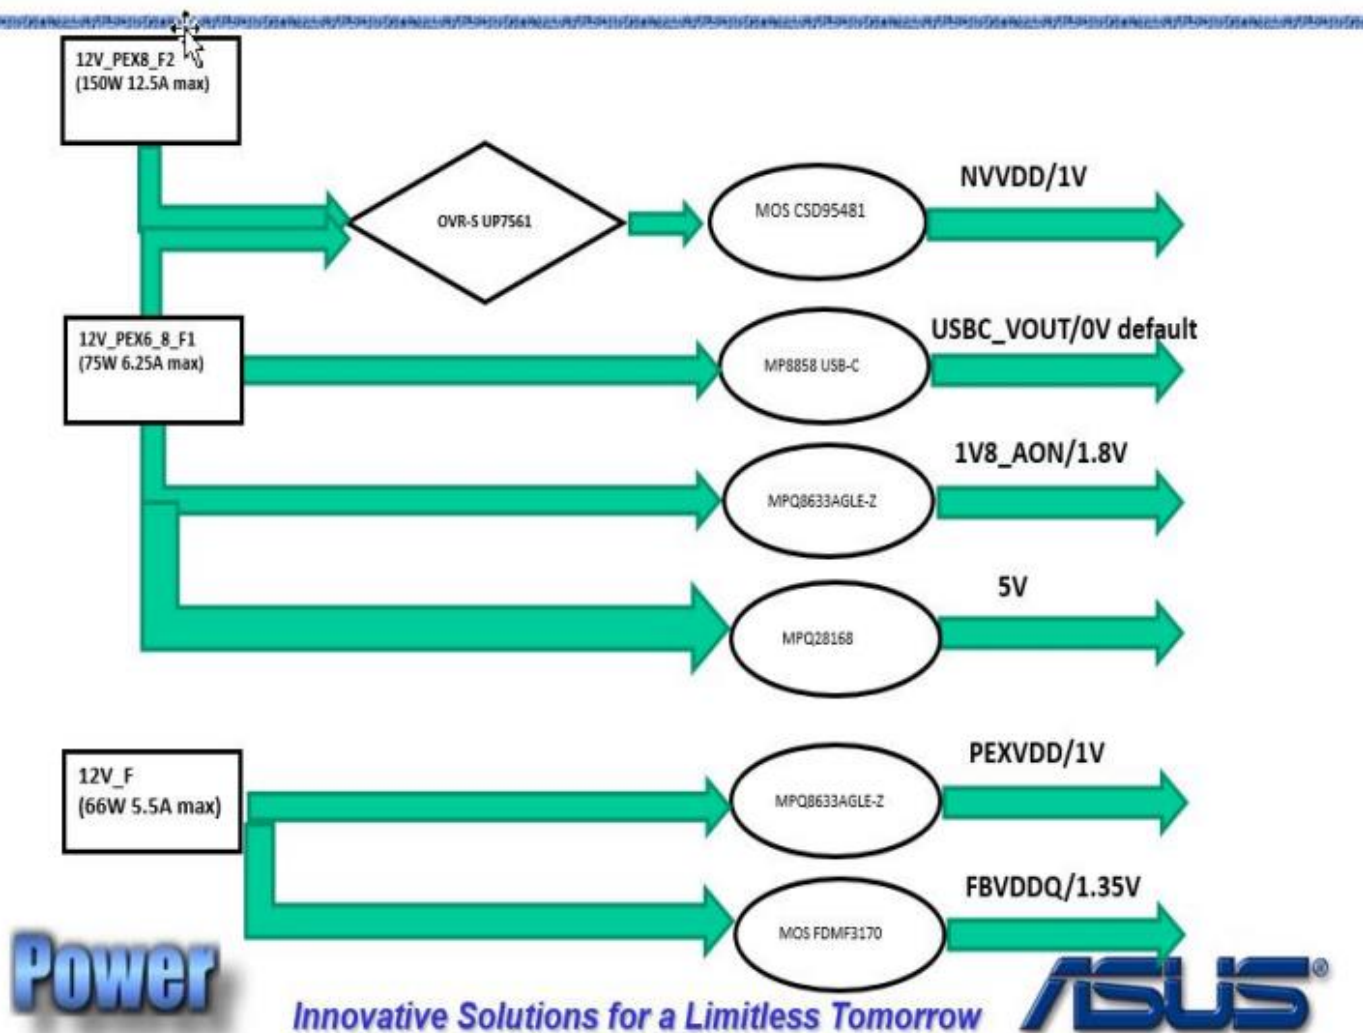 12V_PEX8_F2
(150W 12.5A max)
OVR-S UP7561
MOS CSD95481
NVVDD/1V
12V_PEX6_8_F1
(75W 6.25A max)
MP8858 USB-C
USBC_VOUT/0V default
MPQ8633AGLE-Z
1V8_AON/1.8V
MPQ28168
5V
12V_F
(66W 5.5A max)
MPQ8633AGLE-Z
PEXVDD/1V
MOS FDMF3170
FBVDDQ/1.35V
Power
Innovative Solutions for a Limitless Tomorrow
ASUS®